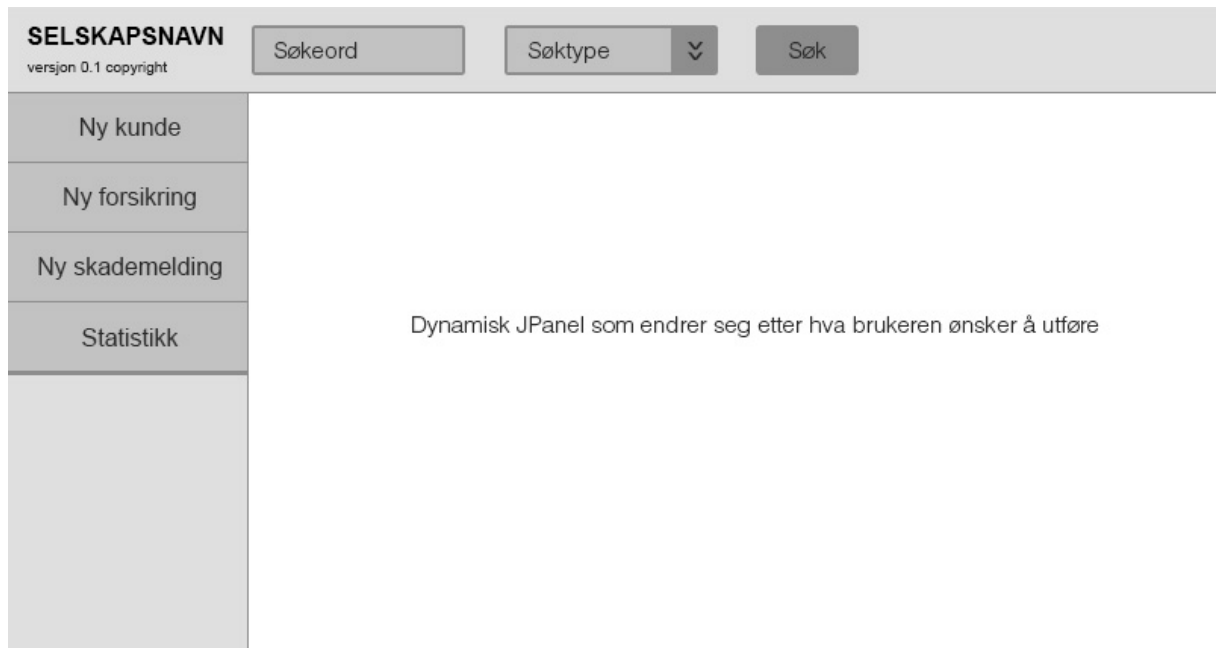 SELSKAPSNAVN
versjon 0.1 copyright
Søkeord
Søktype
Søk
Ny kunde
Ny forsikring
Ny skademelding
Statistikk
Dynamisk JPanel som endrer seg etter hva brukeren ønsker å utføre